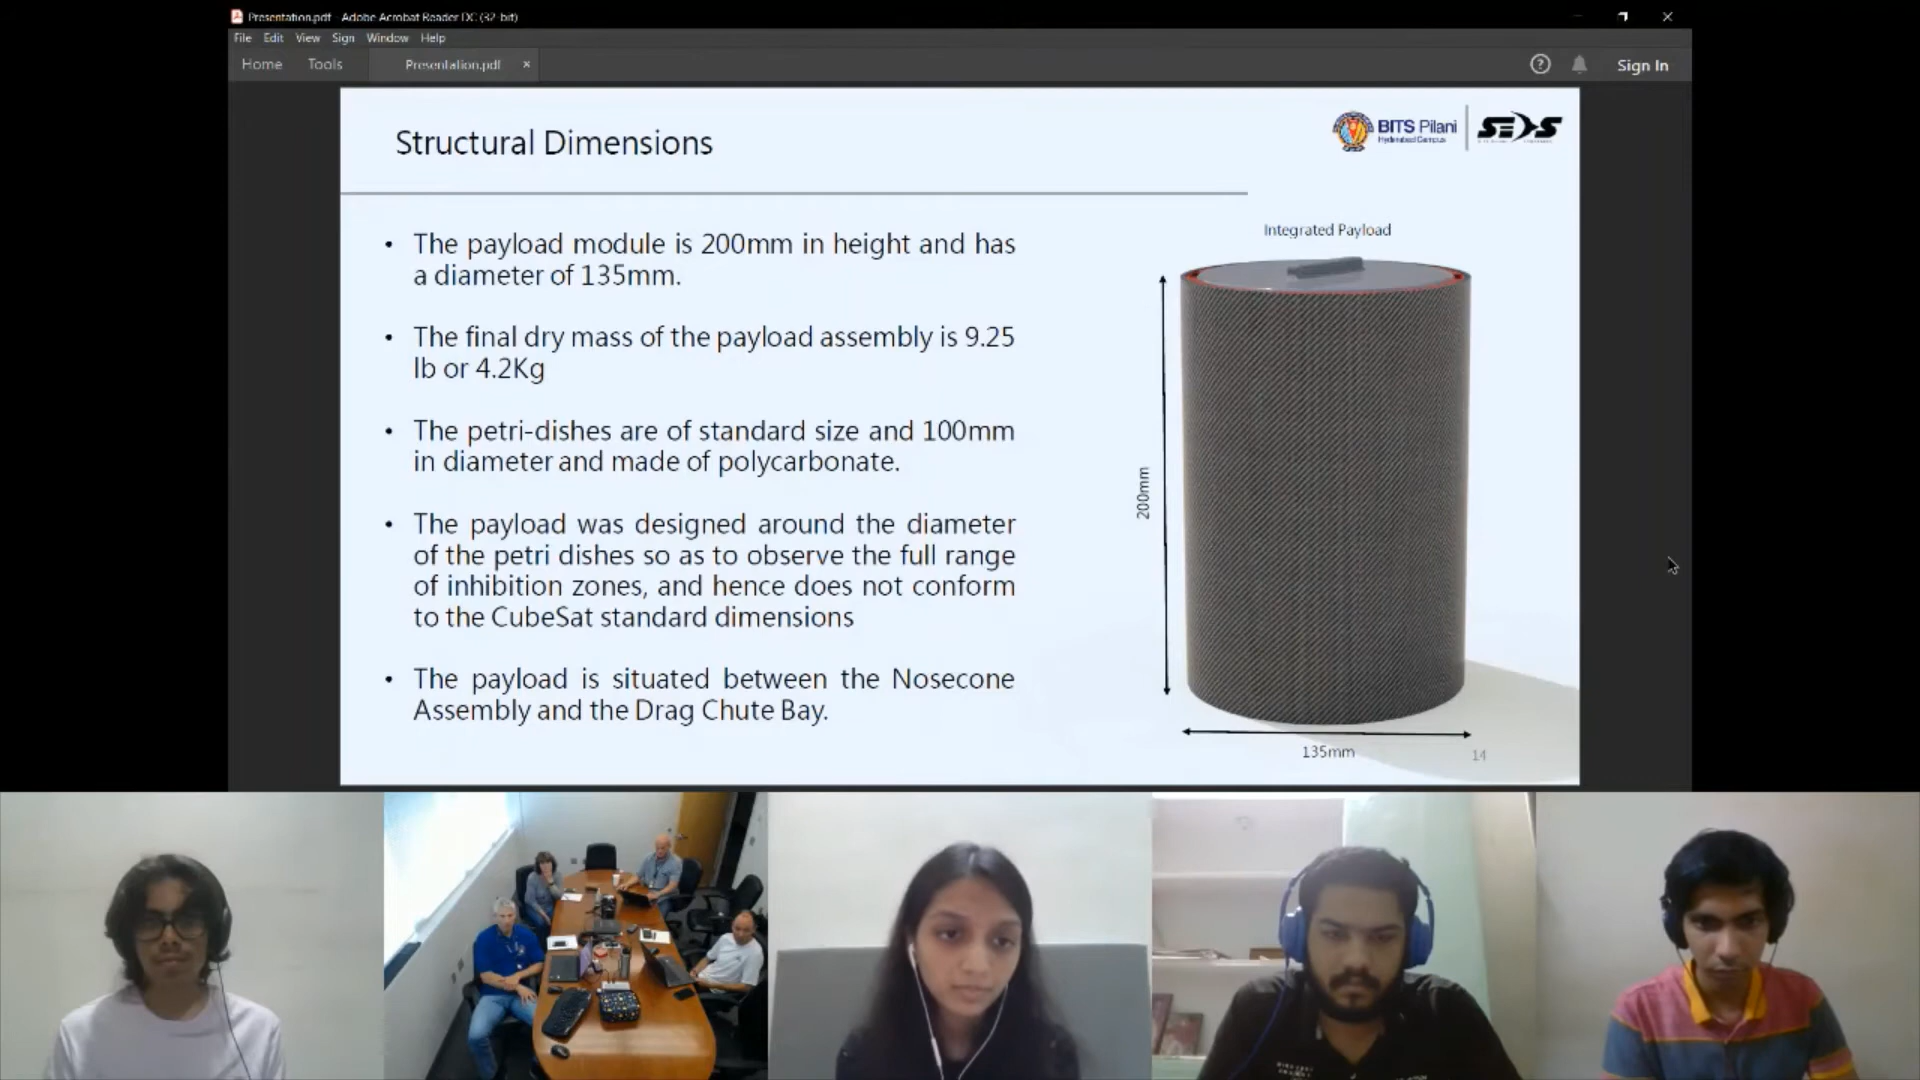 Presentation.pdf - Adobe Acrobat Reader DC (32-bit)
File Edit View Sign Window Help
Home Tools Presentation.pdf × Sign In
Structural Dimensions
BITS Pilani
Hyderabad Campus
SEDS
Integrated Payload
• The payload module is 200mm in height and has
a diameter of 135mm.
• The final dry mass of the payload assembly is 9.25
lb or 4.2Kg
• The petri-dishes are of standard size and 100mm
in diameter and made of polycarbonate.
• The payload was designed around the diameter
of the petri dishes so as to observe the full range
of inhibition zones, and hence does not conform
to the CubeSat standard dimensions
• The payload is situated between the Nosecone
Assembly and the Drag Chute Bay.
200mm
135mm
14